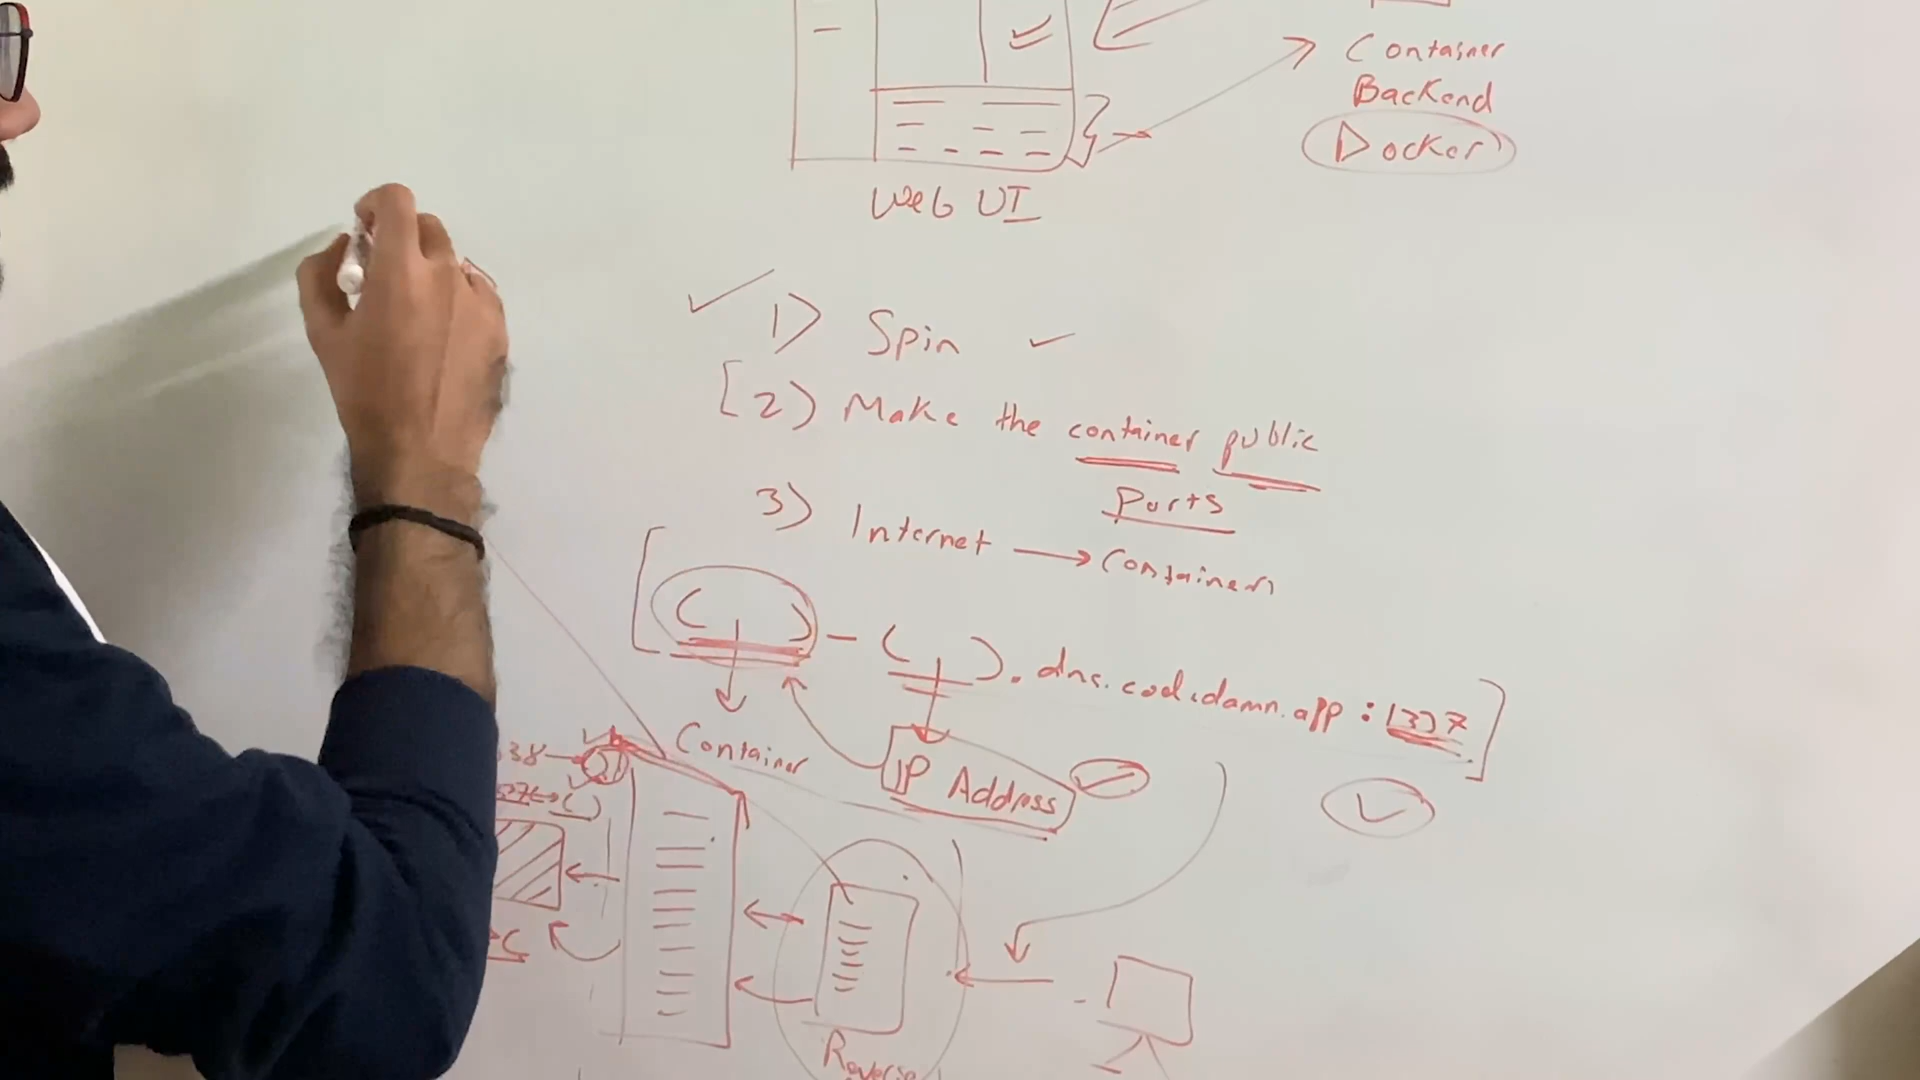 Container
Backend
Docker
Web UI
1) Spin
[2) Make the container public
Ports
3) Internet → Containers
[( ) - ( ). dns.codedamn.app : 1337]
Container
IP Address
Reverse